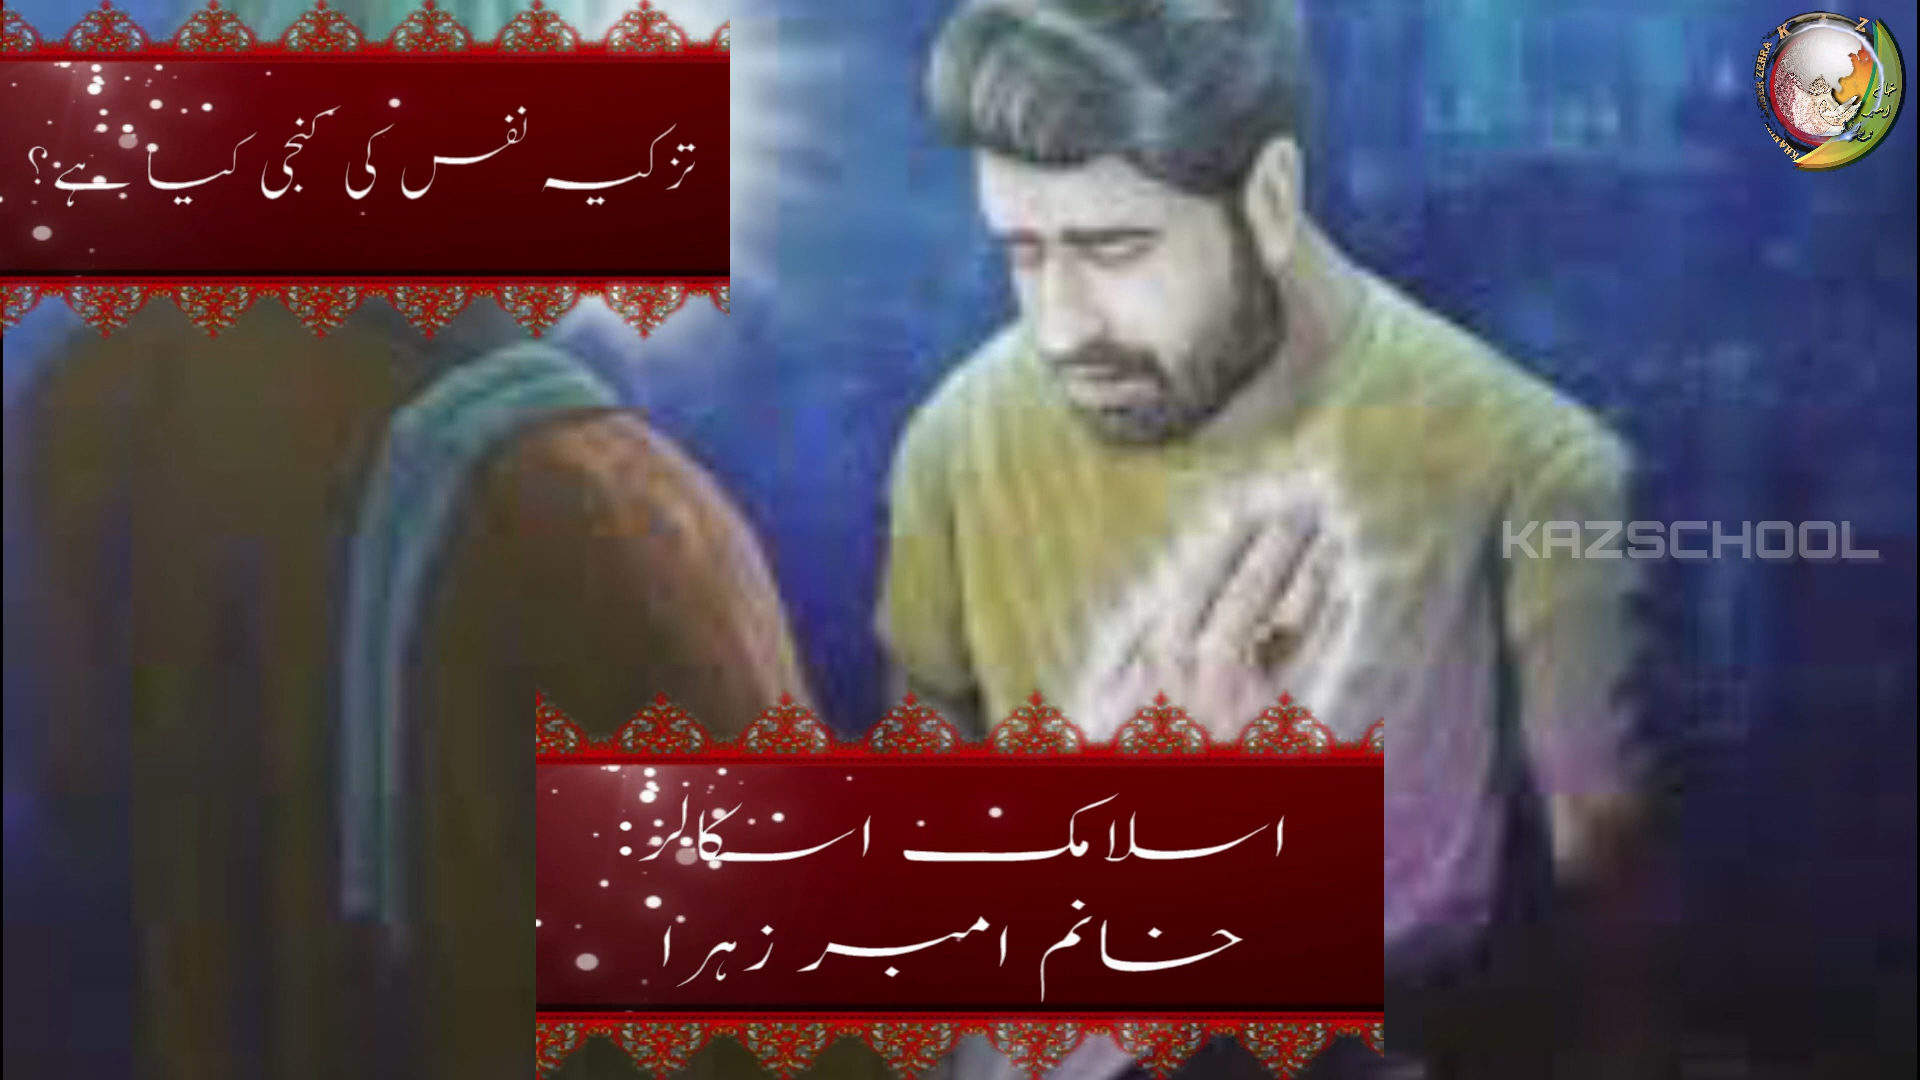 تزکیہ نفس کی کنجی کیا ہے؟
KAZSCHOOL
اسلامک اسکالر:
خانم امبر زہرا